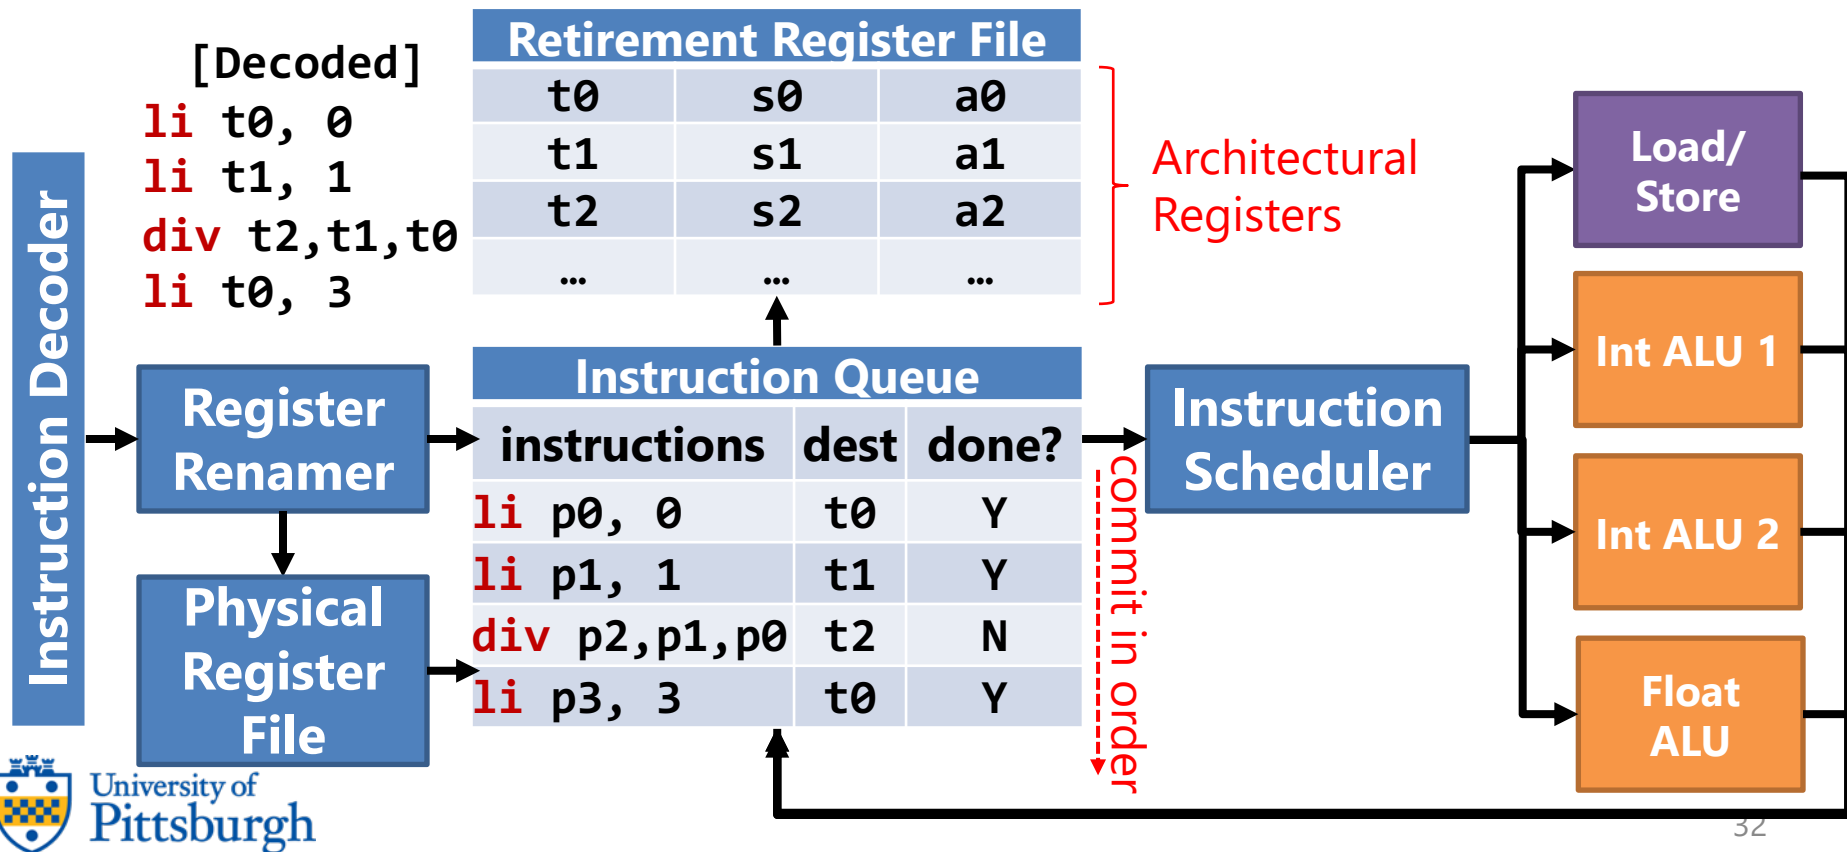 [Decoded]
li t0, 0
li t1, 1
div t2,t1,t0
li t0, 3
Retirement Register File
t0 s0 a0
t1 s1 a1
t2 s2 a2
… … …
Architectural
Registers
Instruction Decoder
Register
Renamer
Physical
Register
File
Instruction Queue
instructions dest done?
li p0, 0 t0 Y
li p1, 1 t1 Y
div p2,p1,p0 t2 N
li p3, 3 t0 Y
commit in order
Instruction
Scheduler
Load/
Store
Int ALU 1
Int ALU 2
Float
ALU
University of
Pittsburgh
32